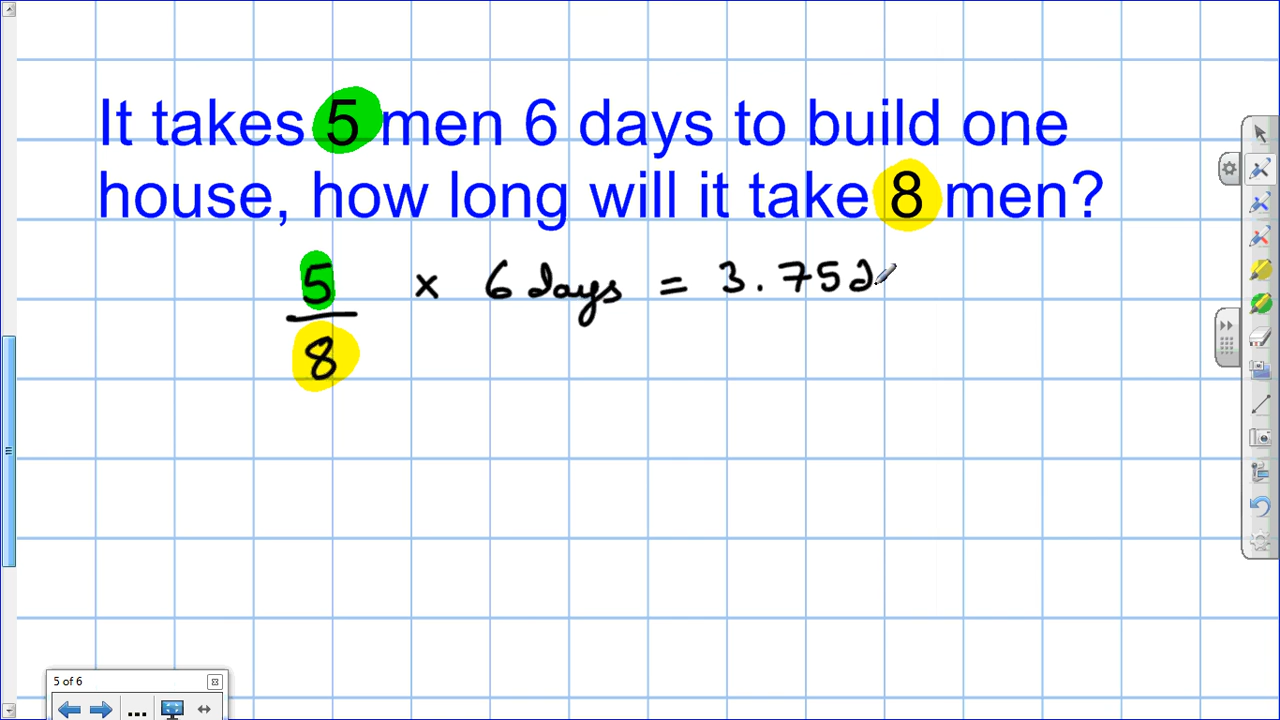 It takes 5 men 6 days to build one
house, how long will it take 8 men?
5 × 6 days = 3.75 d
8
5 of 6